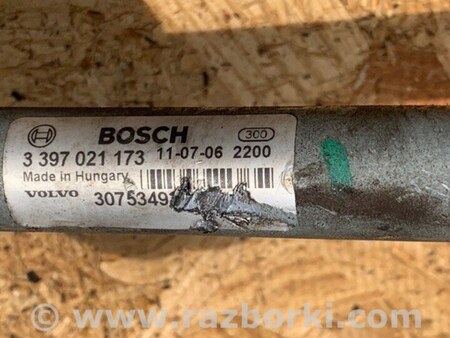 BOSCH 300
3 397 021 173 11-07-06 2200
Made in Hungary
VOLVO 3075349
© www.razborki.com